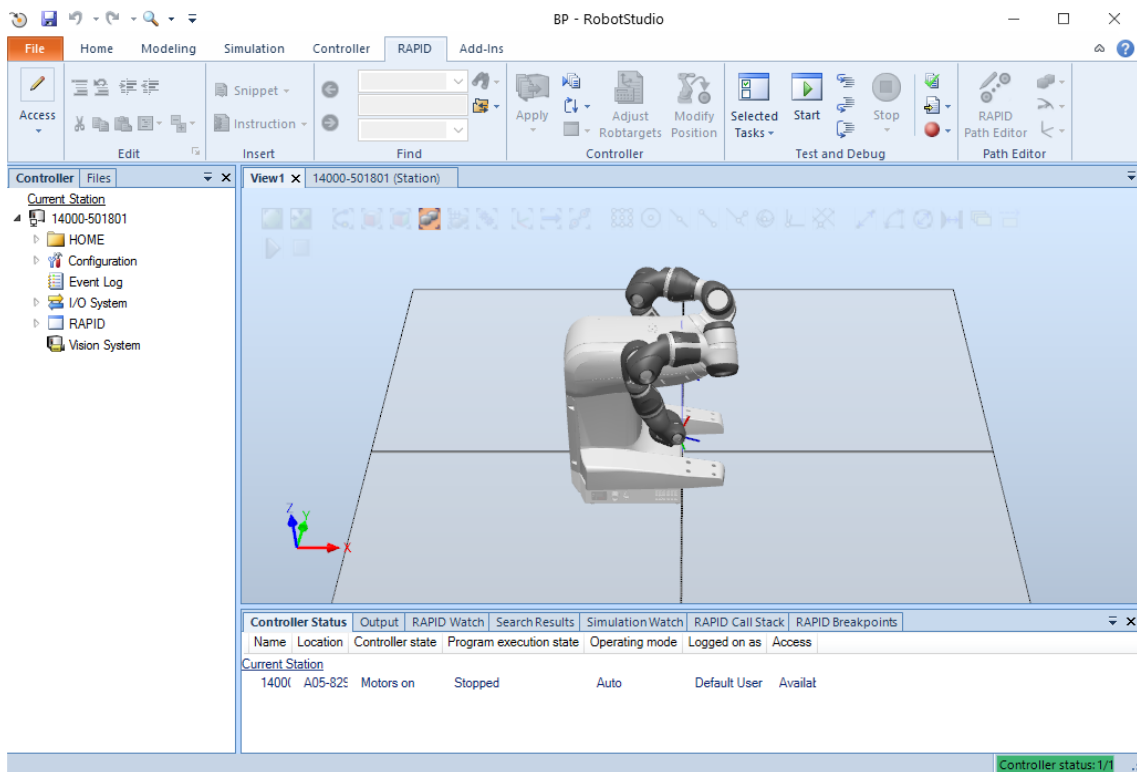 BP - RobotStudio
File Home Modeling Simulation Controller RAPID Add-Ins
Access
Snippet
Instruction
Apply
Adjust Robtargets
Modify Position
Selected Tasks
Start
Stop
RAPID Path Editor
Edit Insert Find Controller Test and Debug Path Editor
Controller Files
Current Station
14000-501801
HOME
Configuration
Event Log
I/O System
RAPID
Vision System
View1 14000-501801 (Station)
Z
Y
X
Controller Status Output RAPID Watch Search Results Simulation Watch RAPID Call Stack RAPID Breakpoints
Name Location Controller state Program execution state Operating mode Logged on as Access
Current Station
1400( A05-829 Motors on Stopped Auto Default User Availat
Controller status: 1/1